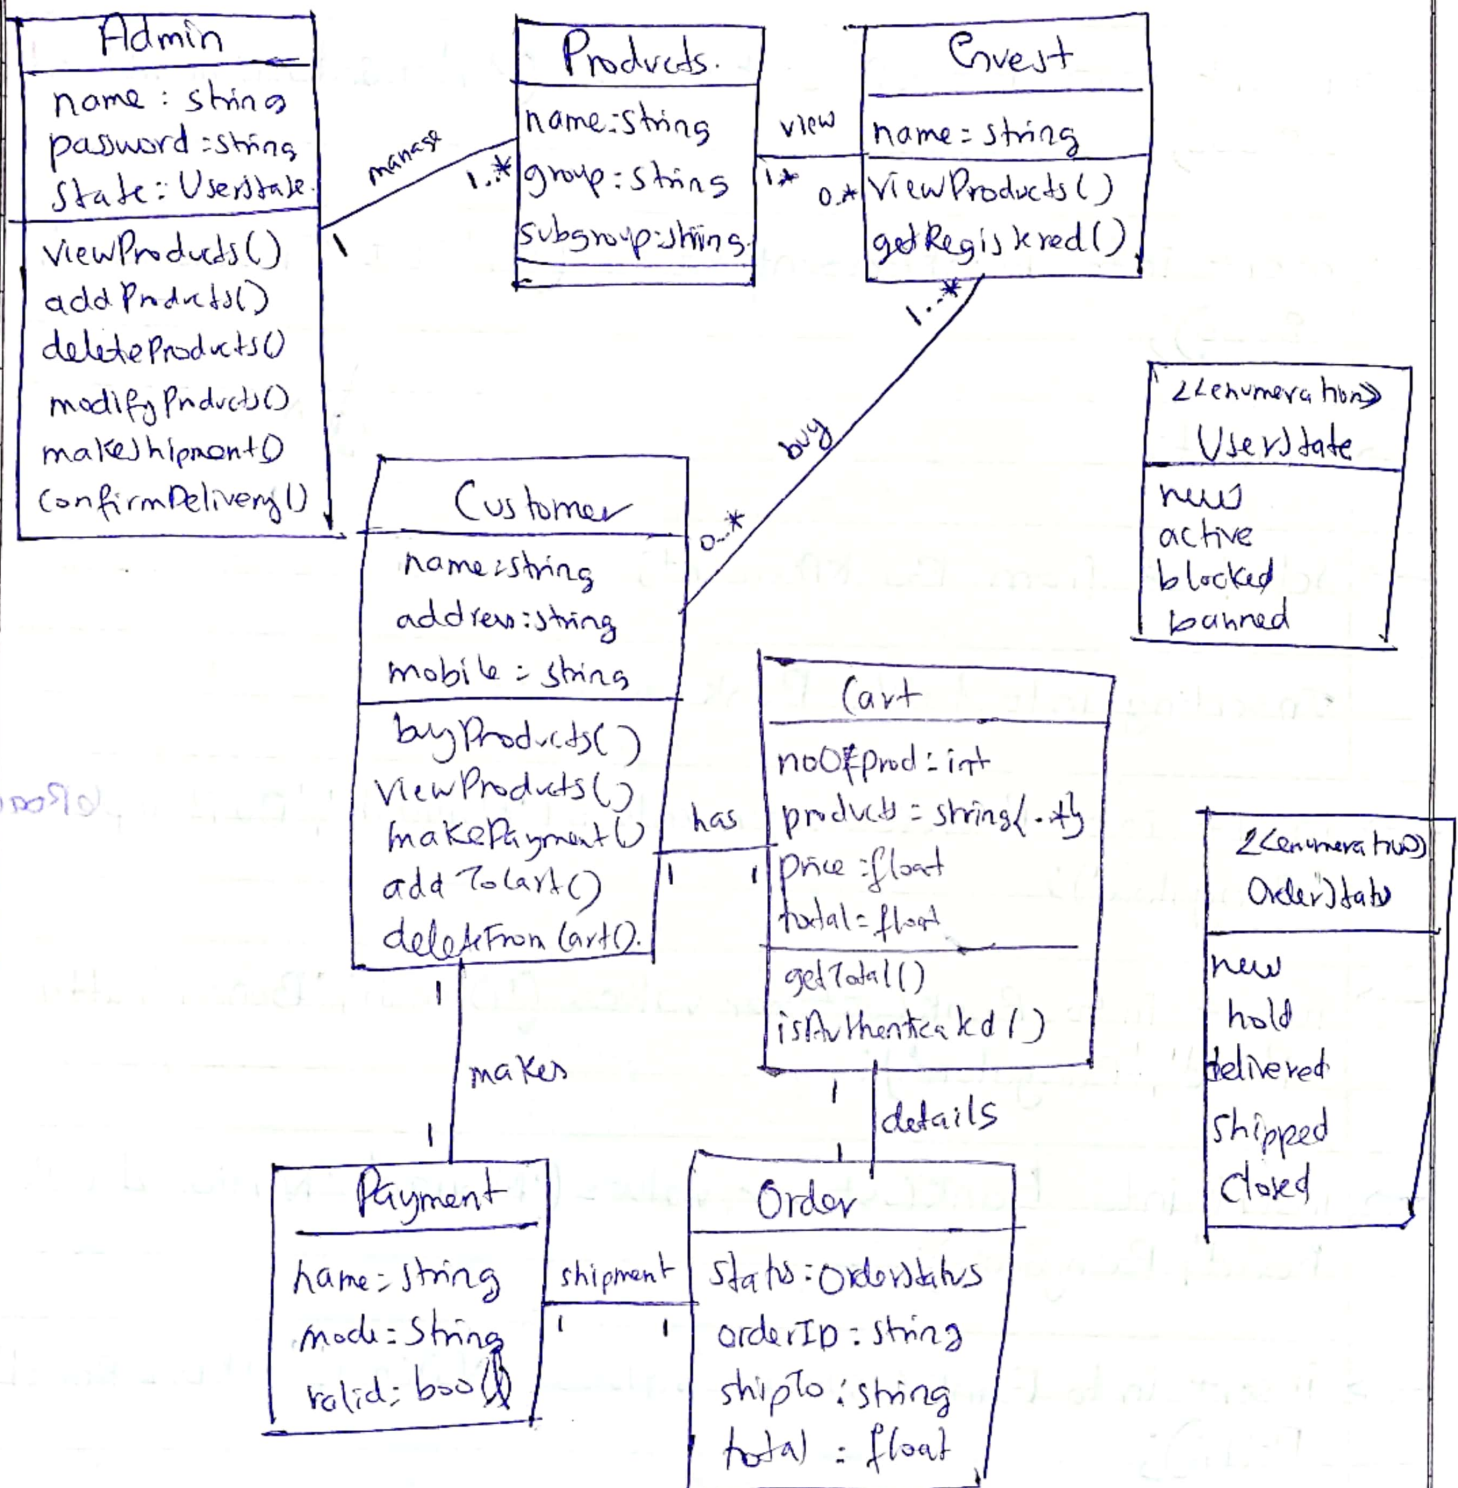 Admin
name : string
password : string
state : Userstate
viewProducts()
addProducts()
deleteProducts()
modifyProducts()
makeshipment()
confirmDelivery()
manage
1
1..*
Products.
name : string
group : string
subgroup : string
view
1.*
0.*
Guest
name : string
viewProducts()
getRegistered()
1..*
buy
0..*
<<enumeration>>
Userstate
new
active
blocked
banned
Customer
name : string
address : string
mobile : string
buyProducts()
viewProducts()
makePayment()
addToCart()
deleteFromCart().
has
1
1
Cart
noOfprod : int
products : string{.*}
price : float
total : float
getTotal()
isAuthenticated()
<<enumeration>>
OrderStatus
new
hold
delivered
shipped
closed
1
makes
1
1
details
1
Payment
name : string
mode : String
valid : bool
shipment
1
1
Order
status : Orderstatus
orderID : string
shipTo : string
total : float